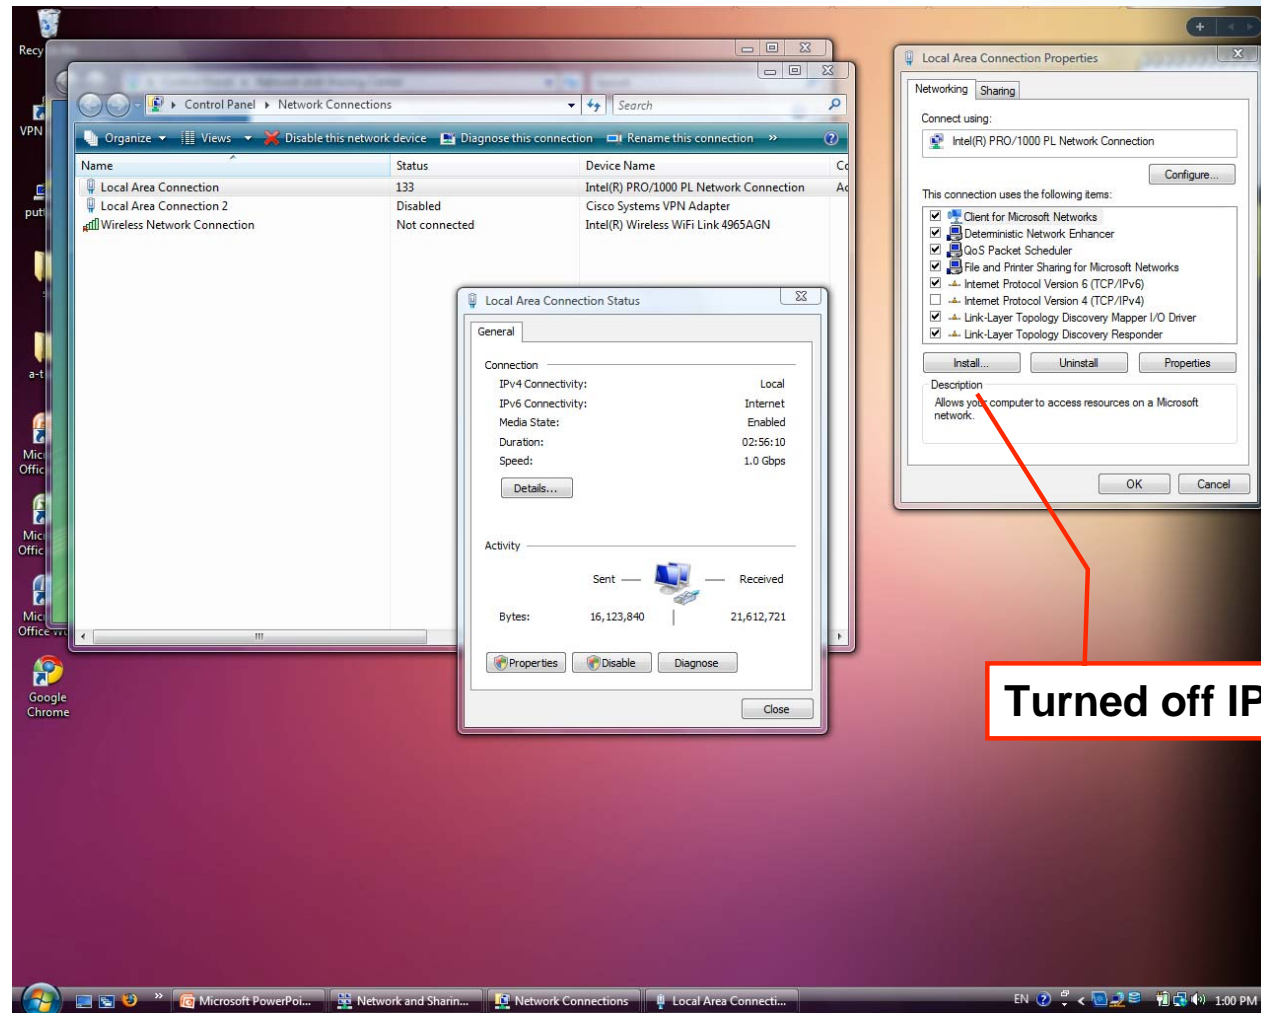 Recy
VPN
putt
a-t
Micr
Offic
Micr
Offic
Micr
Office W
Google
Chrome
Control Panel ▸ Network Connections
Search
Organize
Views
Disable this network device
Diagnose this connection
Rename this connection
»
Name
Status
Device Name
Co
Local Area Connection
133
Intel(R) PRO/1000 PL Network Connection
Ac
Local Area Connection 2
Disabled
Cisco Systems VPN Adapter
Wireless Network Connection
Not connected
Intel(R) Wireless WiFi Link 4965AGN
Local Area Connection Status
General
Connection
IPv4 Connectivity:
Local
IPv6 Connectivity:
Internet
Media State:
Enabled
Duration:
02:56:10
Speed:
1.0 Gbps
Details...
Activity
Sent
Received
Bytes:
16,123,840
21,612,721
Properties
Disable
Diagnose
Close
Local Area Connection Properties
Networking
Sharing
Connect using:
Intel(R) PRO/1000 PL Network Connection
Configure...
This connection uses the following items:
Client for Microsoft Networks
Deterministic Network Enhancer
QoS Packet Scheduler
File and Printer Sharing for Microsoft Networks
Internet Protocol Version 6 (TCP/IPv6)
Internet Protocol Version 4 (TCP/IPv4)
Link-Layer Topology Discovery Mapper I/O Driver
Link-Layer Topology Discovery Responder
Install...
Uninstall
Properties
Description
Allows your computer to access resources on a Microsoft
network.
OK
Cancel
Turned off IP
»
Microsoft PowerPoi...
Network and Sharin...
Network Connections
Local Area Connecti...
EN
1:00 PM